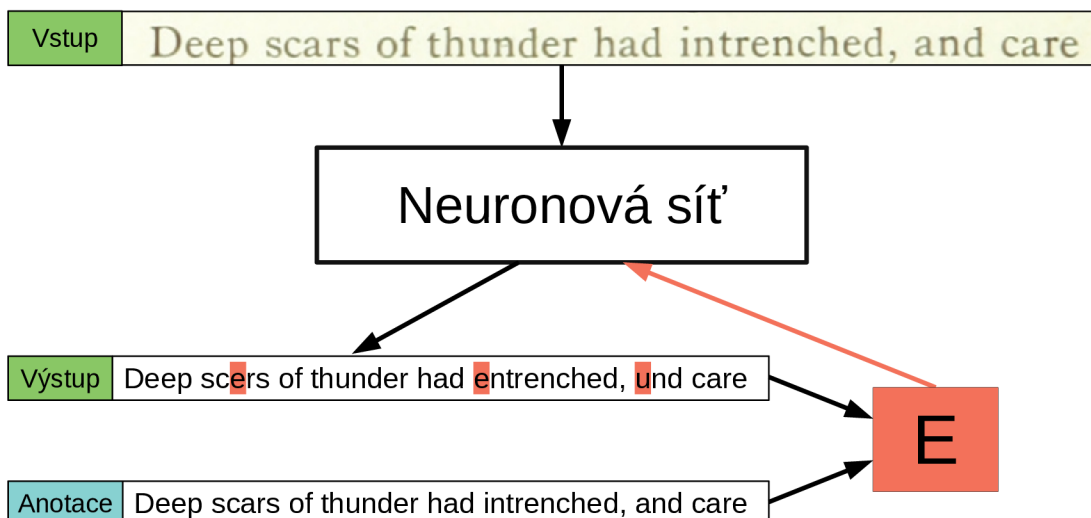 Vstup Deep scars of thunder had intrenched, and care
Neuronová síť
Výstup Deep scers of thunder had entrenched, und care
E
Anotace Deep scars of thunder had intrenched, and care